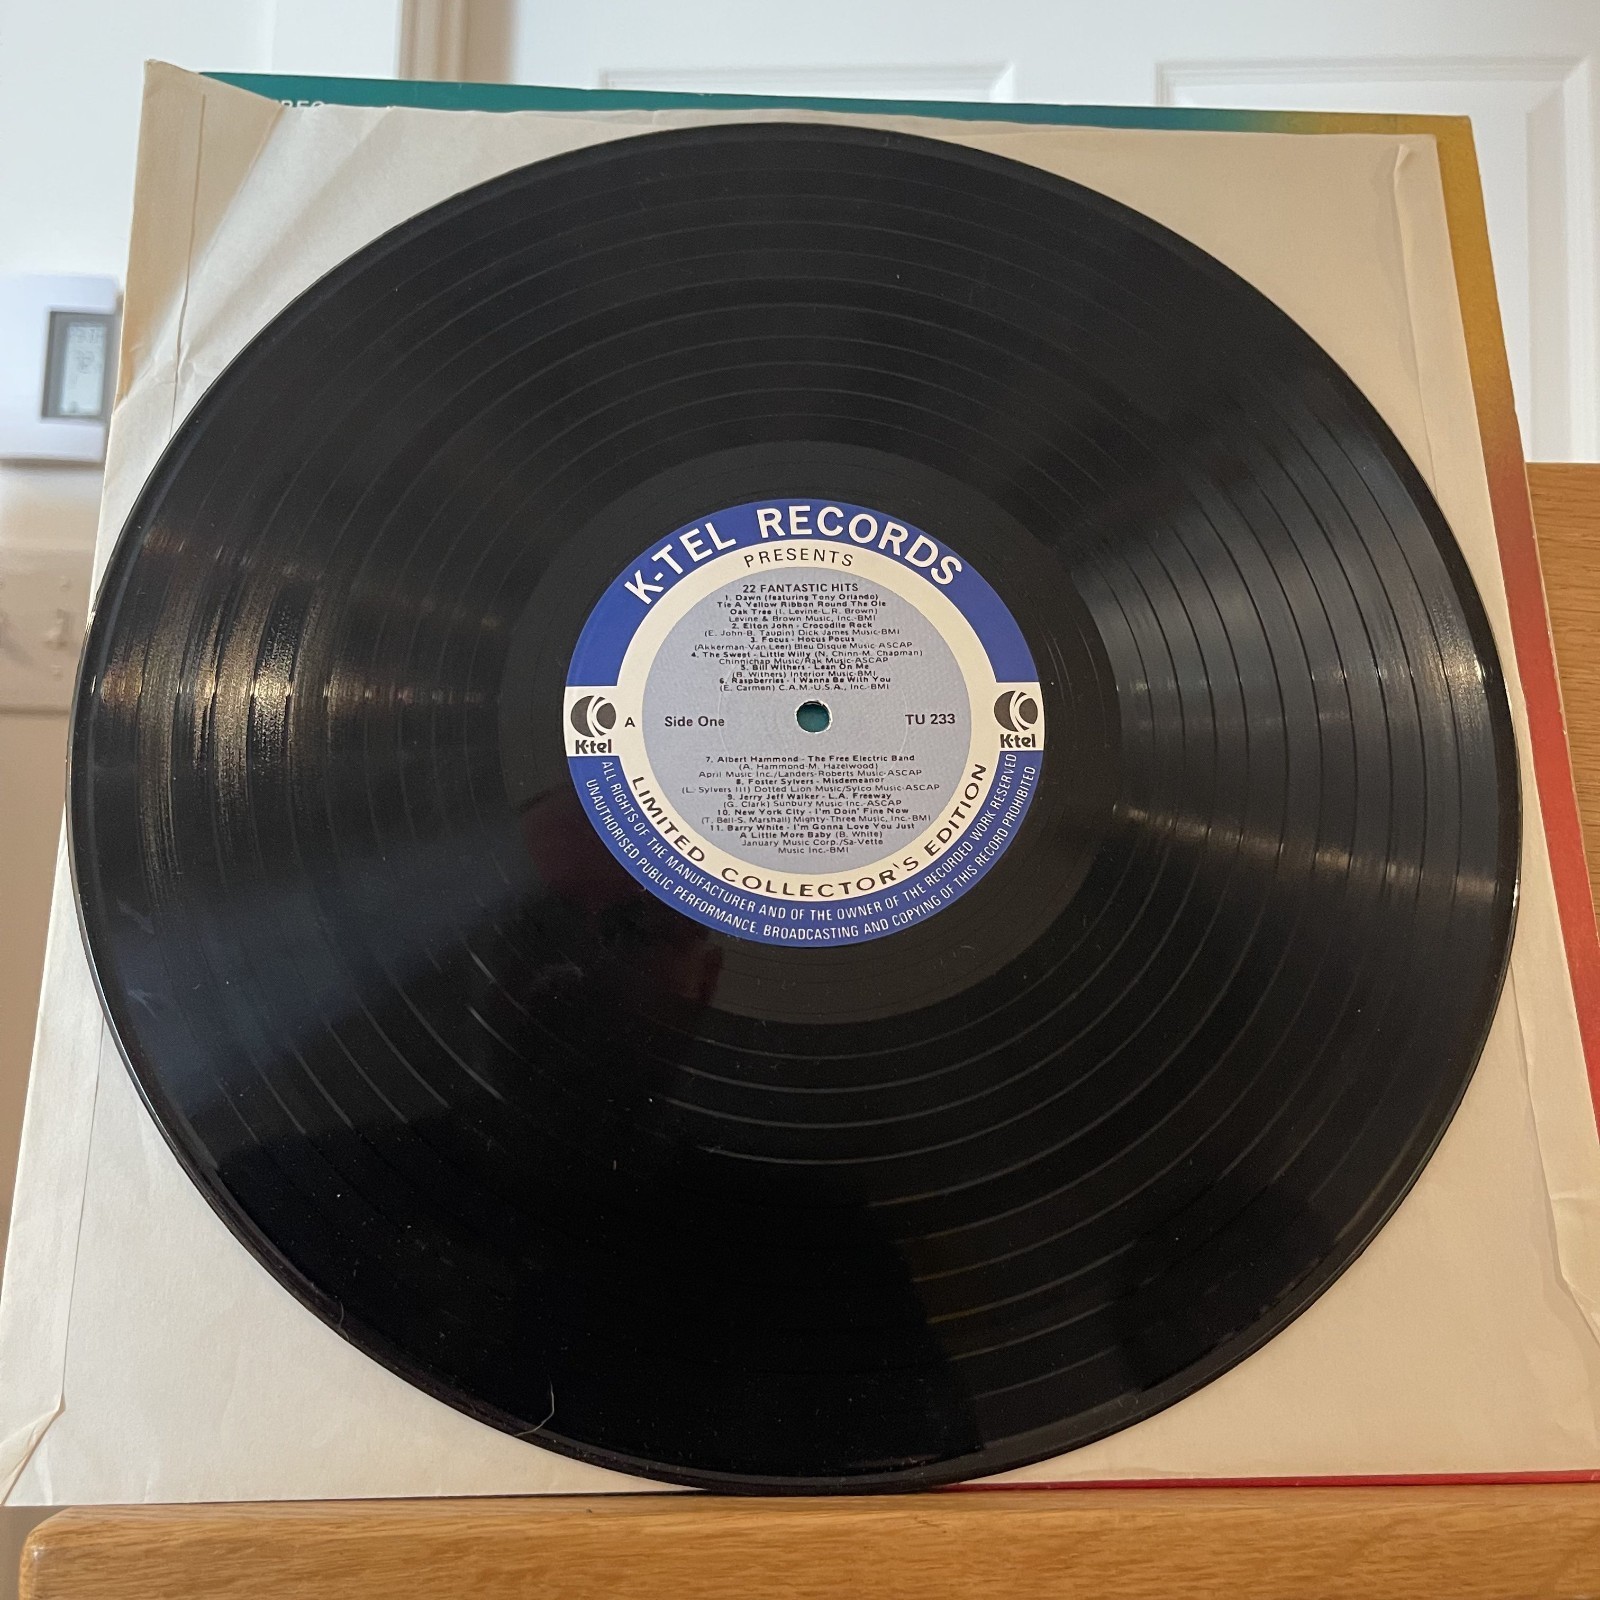 K-TEL RECORDS
PRESENTS
22 FANTASTIC HITS
1. Dawn (featuring Tony Orlando)
Tie A Yellow Ribbon Round The Ole
Oak Tree (I. Levine-L.R. Brown)
Levine & Brown Music, Inc.-BMI
2. Elton John - Crocodile Rock
(E. John-B. Taupin) Dick James Music-BMI
3. Focus - Hocus Pocus
(Akkerman-Van Leer) Bleu Disque Music-ASCAP
4. The Sweet - Little Willy (N. Chinn-M. Chapman)
Chinnichap Music/Rak Music-ASCAP
5. Bill Withers - Lean On Me
(B. Withers) Interior Music-BMI
6. Raspberries - I Wanna Be With You
(E. Carmen) C.A.M.-U.S.A., Inc.-BMI
K-tel
A
Side One
TU 233
K-tel
7. Albert Hammond - The Free Electric Band
(A. Hammond-M. Hazelwood)
April Music Inc./Landers-Roberts Music-ASCAP
8. Foster Sylvers - Misdemeanor
(L. Sylvers III) Dotted Lion Music/Sylco Music-ASCAP
9. Jerry Jeff Walker - L.A. Freeway
(G. Clark) Sunbury Music Inc.-ASCAP
10. New York City - I'm Doin' Fine Now
(T. Bell-S. Marshall) Mighty-Three Music, Inc.-BMI
11. Barry White - I'm Gonna Love You Just
A Little More Baby (B. White)
January Music Corp./Sa-Vette
Music Inc.-BMI
LIMITED COLLECTOR'S EDITION
ALL RIGHTS OF THE MANUFACTURER AND OF THE OWNER OF THE RECORDED WORK RESERVED
UNAUTHORISED PUBLIC PERFORMANCE. BROADCASTING AND COPYING OF THIS RECORD PROHIBITED